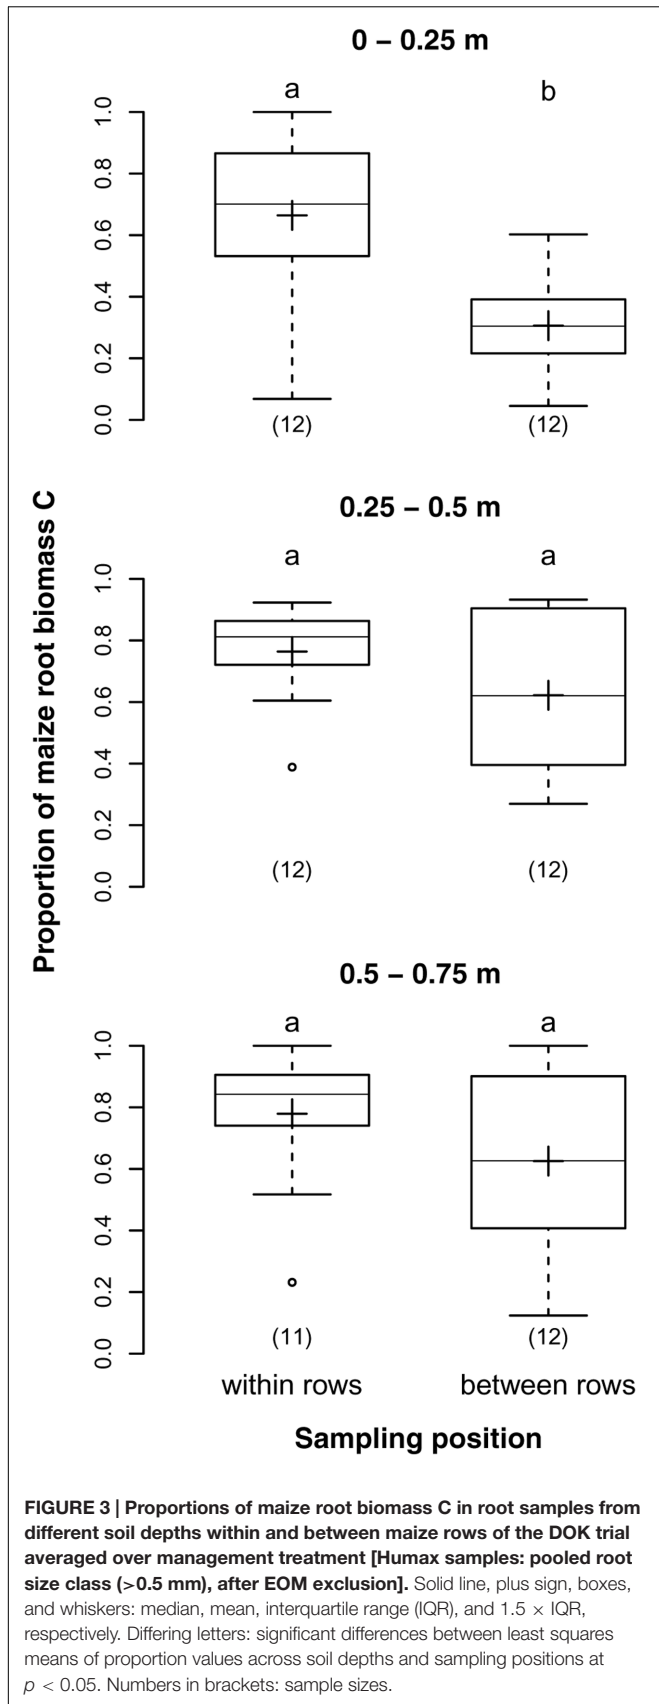 0 – 0.25 m
a b
1.0
0.8
0.6
0.4
0.2
0.0
(12) (12)
Proportion of maize root biomass C
0.25 – 0.5 m
a a
1.0
0.8
0.6
0.4
0.2
0.0
(12) (12)
0.5 – 0.75 m
a a
1.0
0.8
0.6
0.4
0.2
0.0
(11) (12)
within rows between rows
Sampling position
FIGURE 3 | Proportions of maize root biomass C in root samples from
different soil depths within and between maize rows of the DOK trial
averaged over management treatment [Humax samples: pooled root
size class (>0.5 mm), after EOM exclusion]. Solid line, plus sign, boxes,
and whiskers: median, mean, interquartile range (IQR), and 1.5 × IQR,
respectively. Differing letters: significant differences between least squares
means of proportion values across soil depths and sampling positions at
p < 0.05. Numbers in brackets: sample sizes.